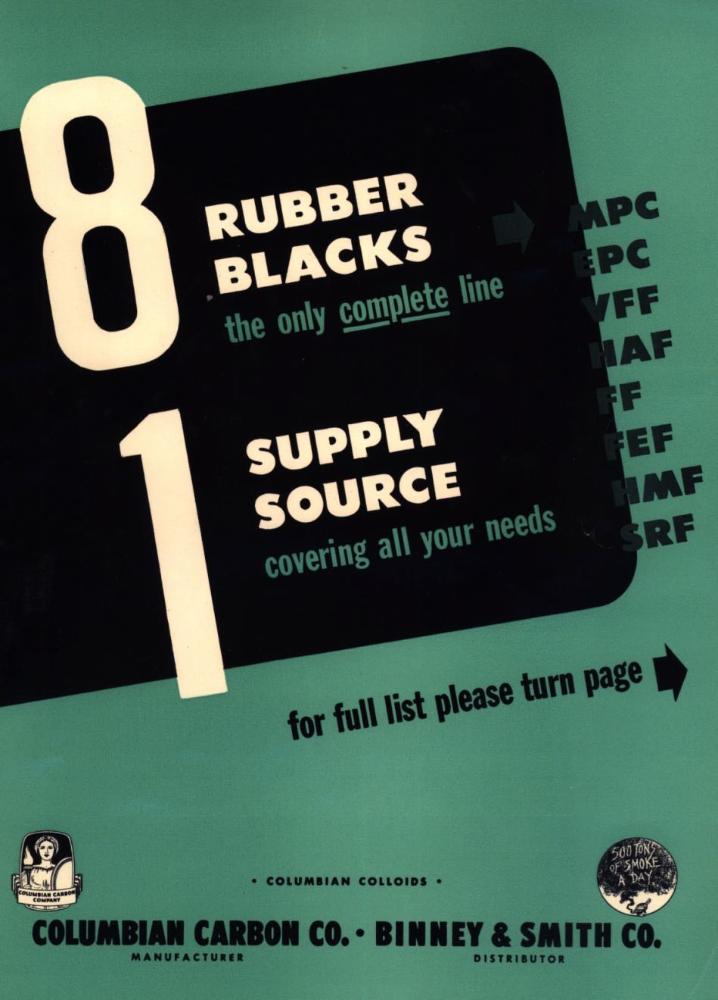 8
RUBBER
BLACKS
the only complete line
MPC
EPC
VFF
HAF
FF
FEF
HMF
SRF
1
SUPPLY
SOURCE
covering all your needs
for full list please turn page
COLUMBIAN CARBON
COMPANY
• COLUMBIAN COLLOIDS •
500 TONS
OF SMOKE
A DAY
COLUMBIAN CARBON CO. • BINNEY & SMITH CO.
MANUFACTURER
DISTRIBUTOR